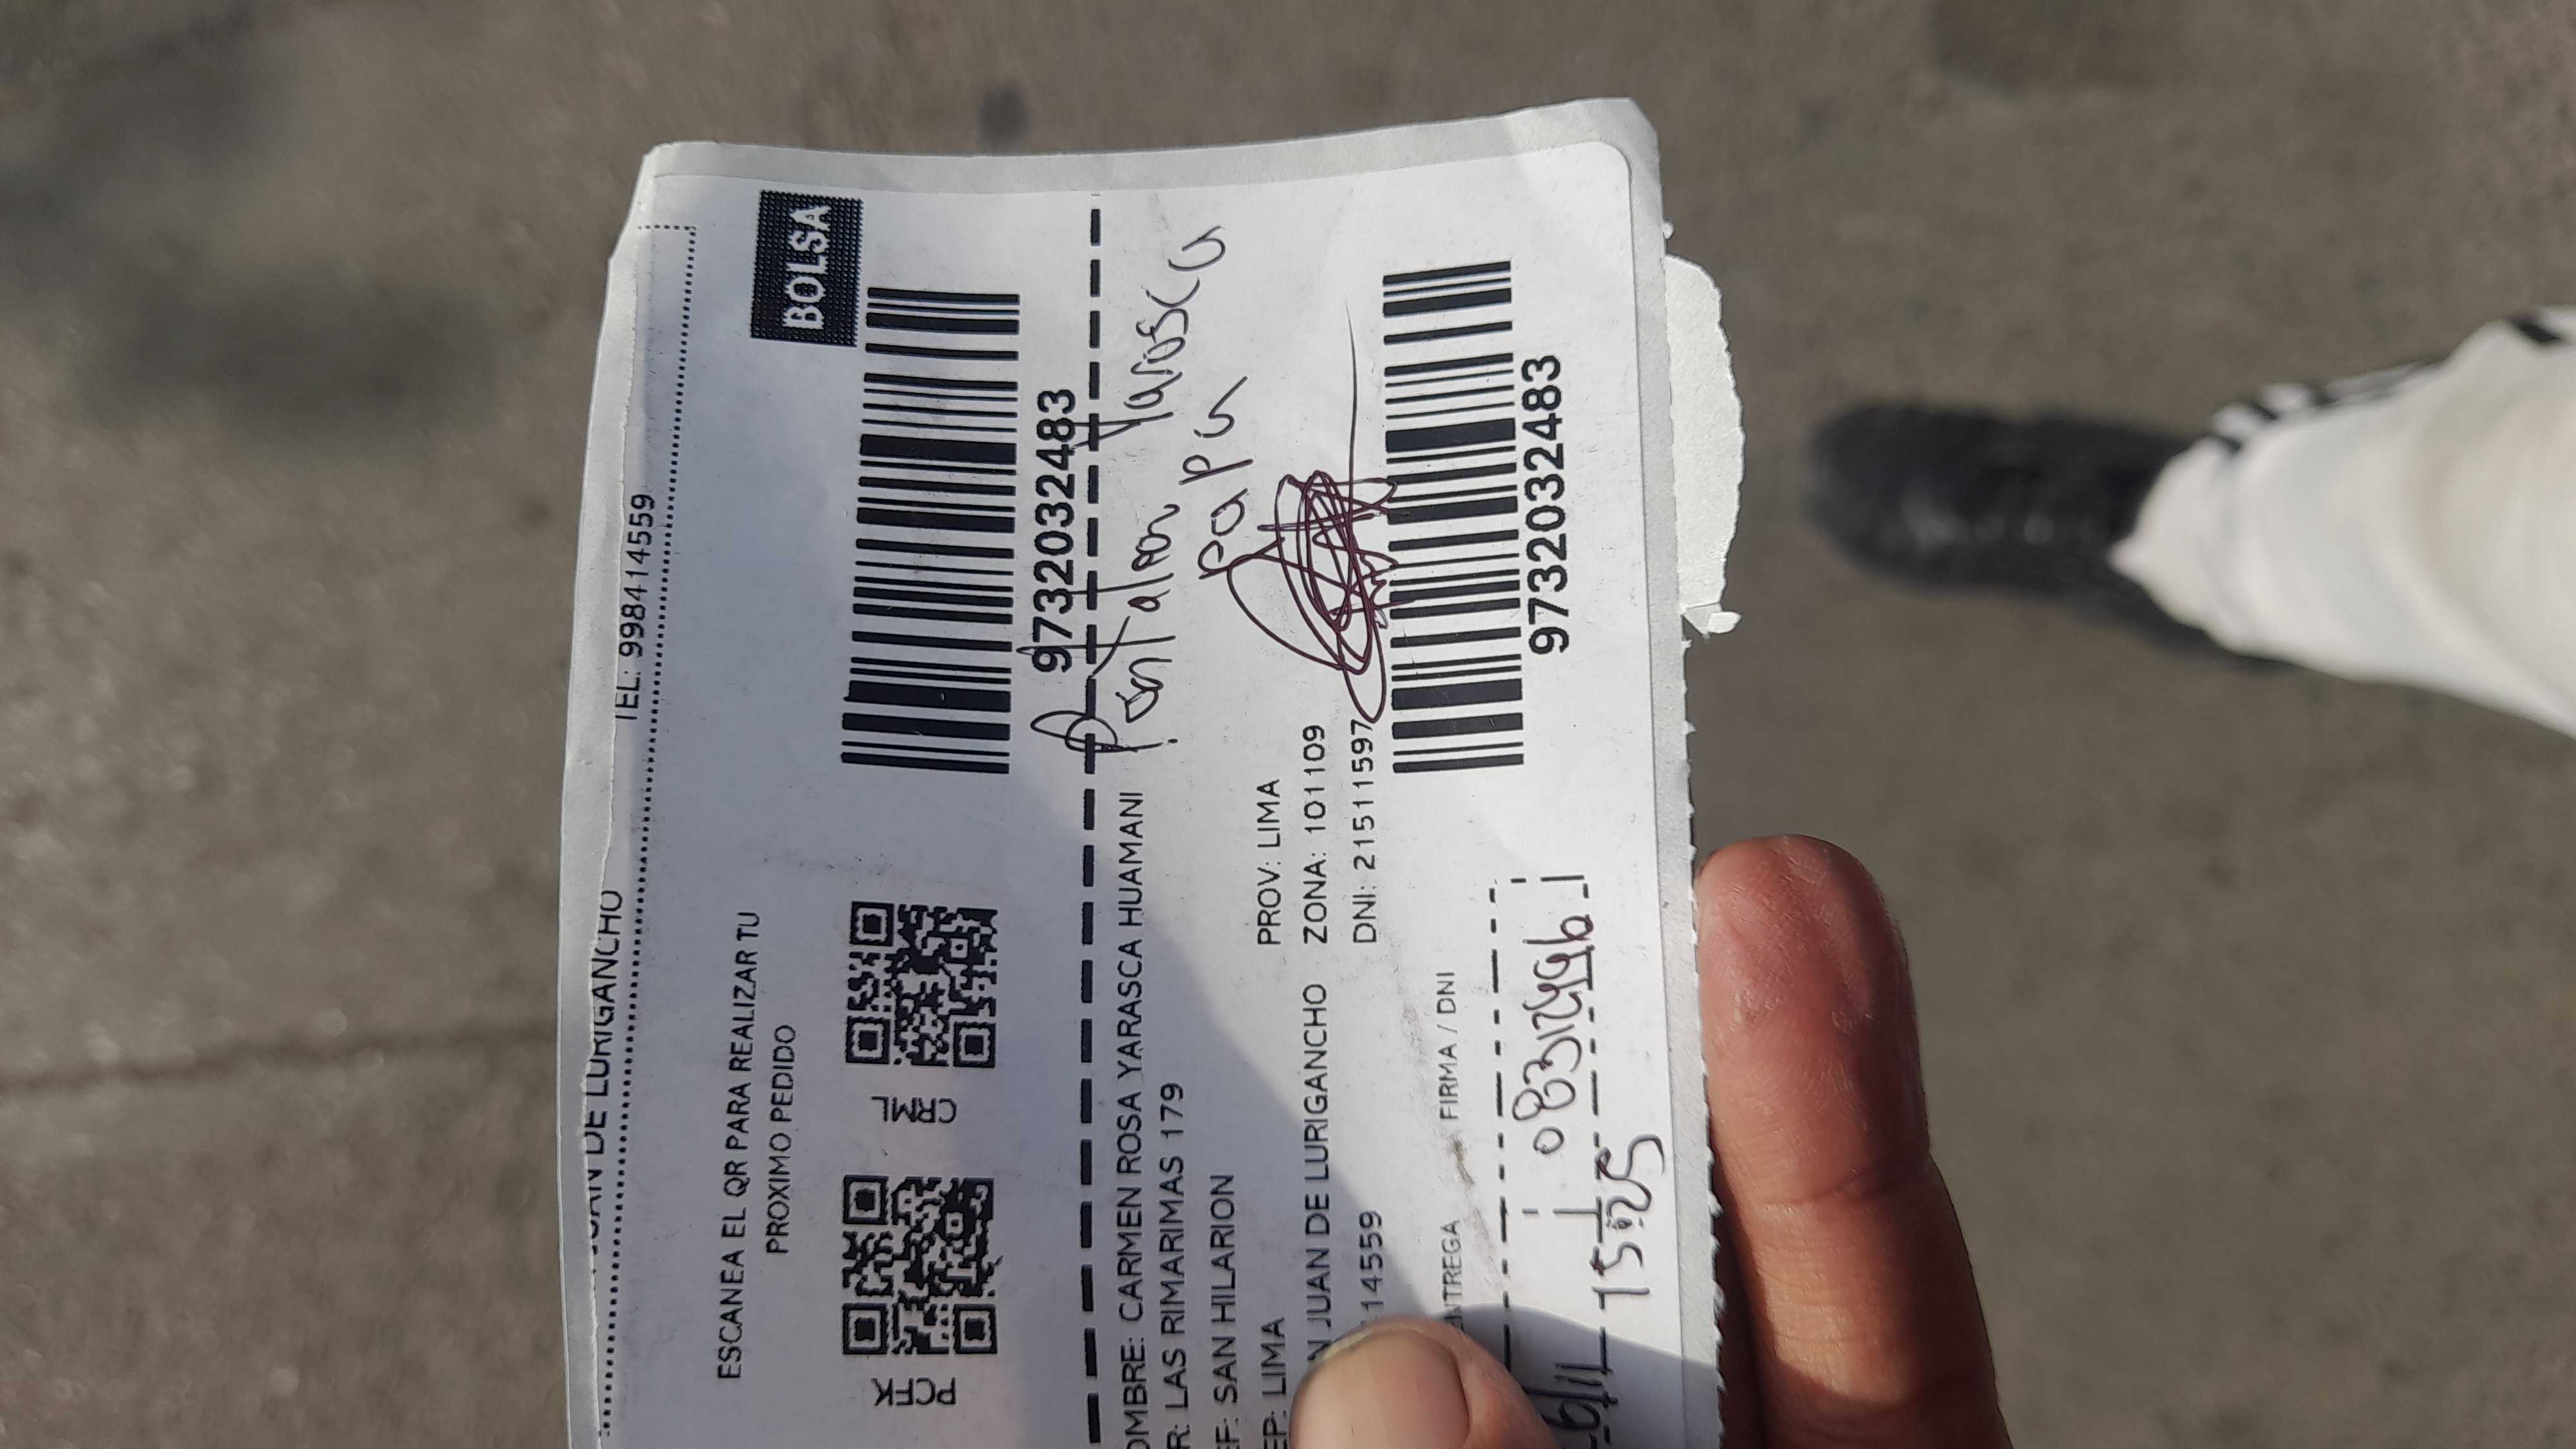 JUAN DE LURIGANCHO
TEL: 998414559
ESCANEA EL QR PARA REALIZAR TU
PROXIMO PEDIDO
BOLSA
PCFK
CRML
9732032483
OMBRE: CARMEN ROSA YARASCA HUAMANI
R: LAS RIMARIMAS 179
EF: SAN HILARION
EP: LIMA
PROV: LIMA
N JUAN DE LURIGANCHO
ZONA: 101109
14559
DNI: 21511597
Pantaleon Yarasca
papa
ENTREGA
FIRMA / DNI
9732032483
15:25